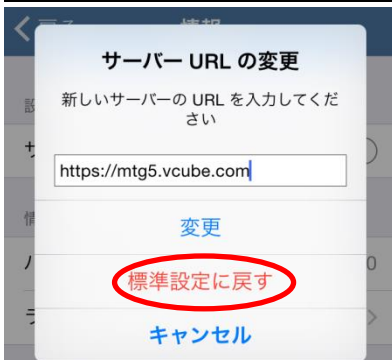 サーバー URL の変更
新しいサーバーの URL を入力してくだ
さい
https://mtg5.vcube.com
変更
標準設定に戻す
キャンセル